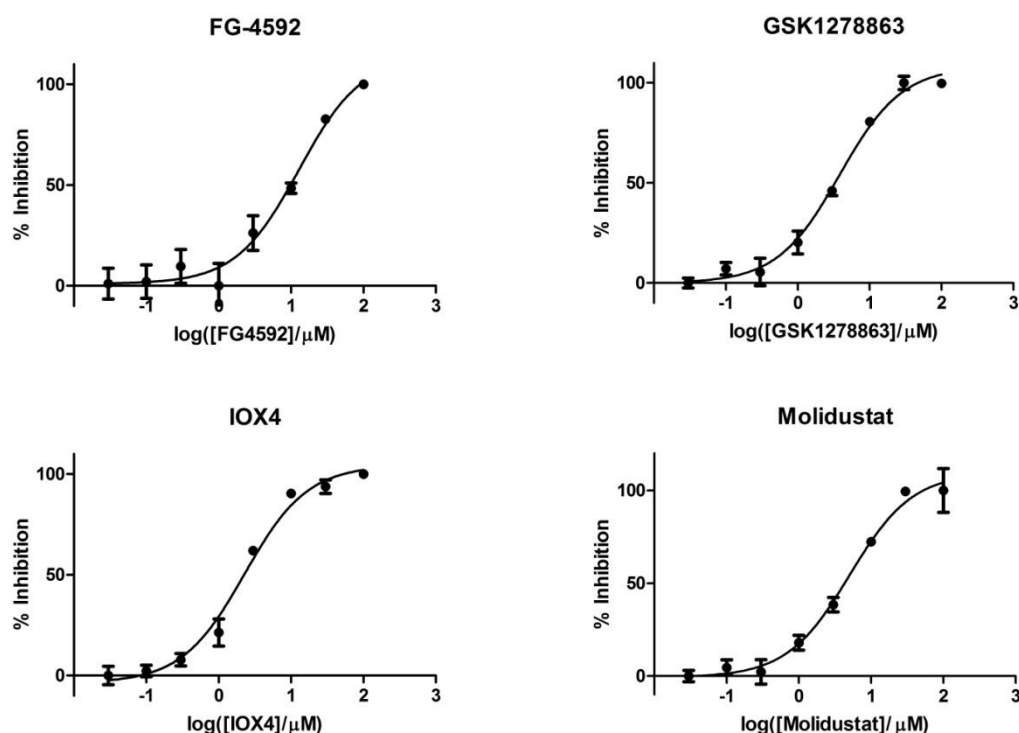 FG-4592
100
50
0
% Inhibition
-1
0
1
2
3
log([FG4592]/μM)
GSK1278863
100
50
0
% Inhibition
-1
0
1
2
3
log([GSK1278863]/μM)
IOX4
100
50
0
% Inhibition
-1
0
1
2
3
log([IOX4]/μM)
Molidustat
100
50
0
% Inhibition
-1
0
1
2
3
log([Molidustat]/μM)